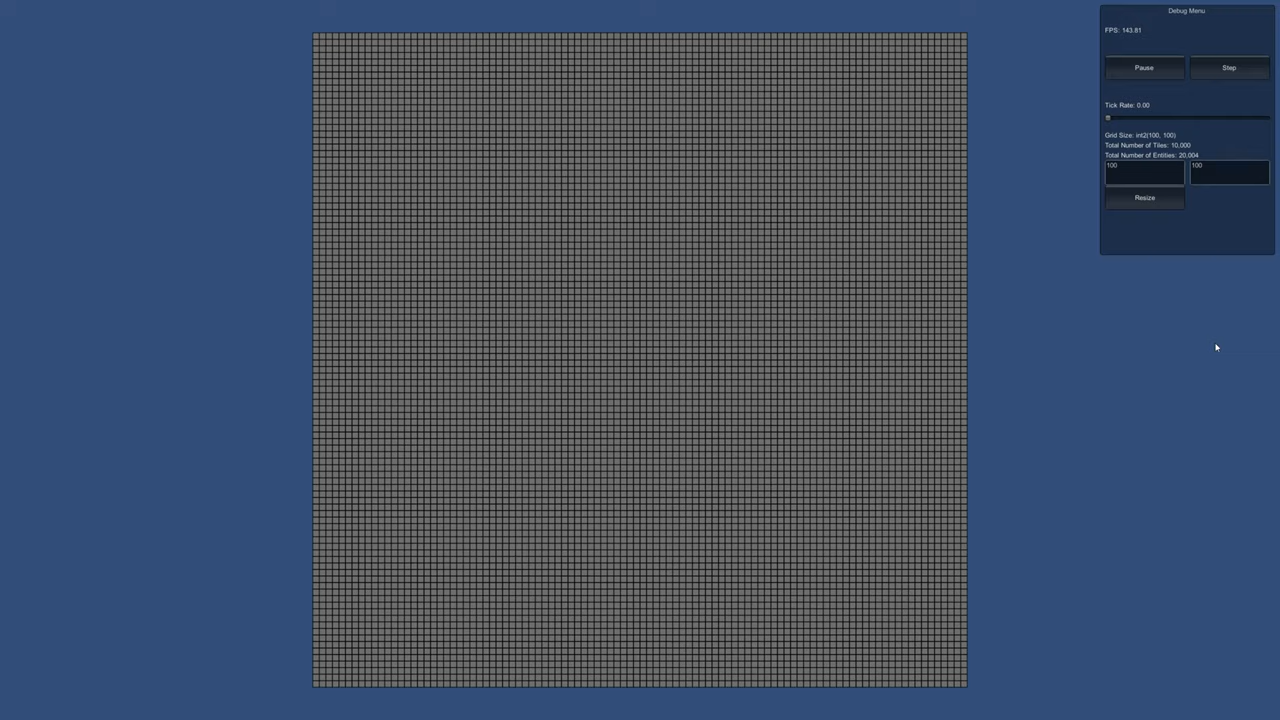 Debug Menu
FPS: 143.81
Pause
Step
Tick Rate: 0.00
Grid Size: int2(100, 100)
Total Number of Tiles: 10,000
Total Number of Entities: 20,004
100
100
Resize